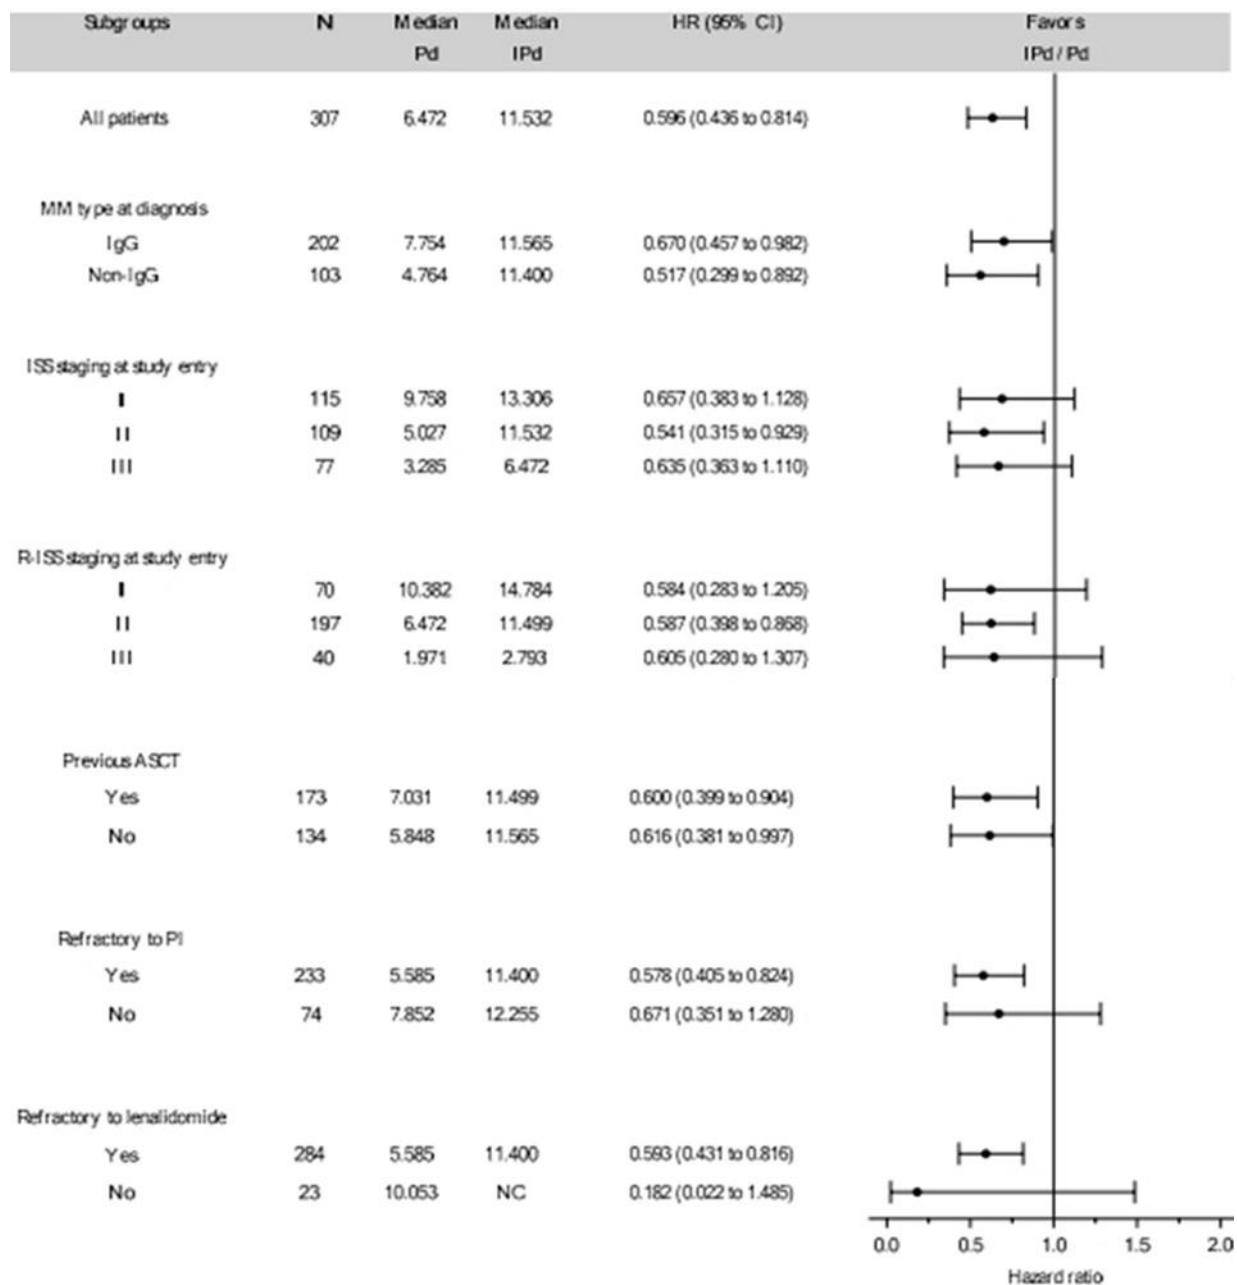 Subgroups N Median Median HR (95% CI) Favors
Pd IPd IPd / Pd
All patients 307 6.472 11.532 0.596 (0.436 to 0.814)
MM type at diagnosis
IgG 202 7.754 11.565 0.670 (0.457 to 0.982)
Non-IgG 103 4.764 11.400 0.517 (0.299 to 0.892)
ISS staging at study entry
I 115 9.758 13.306 0.657 (0.383 to 1.128)
II 109 5.027 11.532 0.541 (0.315 to 0.929)
III 77 3.285 6.472 0.635 (0.363 to 1.110)
R-ISS staging at study entry
I 70 10.382 14.784 0.584 (0.283 to 1.205)
II 197 6.472 11.499 0.587 (0.398 to 0.868)
III 40 1.971 2.793 0.605 (0.280 to 1.307)
Previous ASCT
Yes 173 7.031 11.499 0.600 (0.399 to 0.904)
No 134 5.848 11.565 0.616 (0.381 to 0.997)
Refractory to PI
Yes 233 5.585 11.400 0.578 (0.405 to 0.824)
No 74 7.852 12.255 0.671 (0.351 to 1.280)
Refractory to lenalidomide
Yes 284 5.585 11.400 0.593 (0.431 to 0.816)
No 23 10.053 NC 0.182 (0.022 to 1.485)
0.0 0.5 1.0 1.5 2.0
Hazard ratio